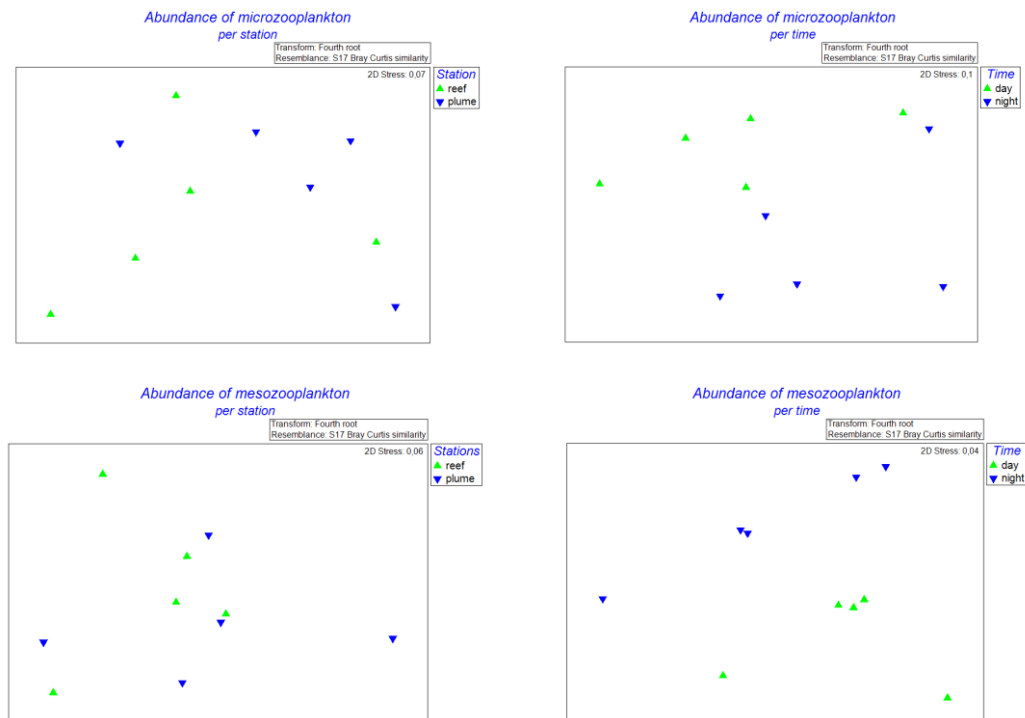 Abundance of microzooplankton
per station
Transform: Fourth root
Resemblance: S17 Bray Curtis similarity
2D Stress: 0,07
Station
reef
plume
Abundance of microzooplankton
per time
Transform: Fourth root
Resemblance: S17 Bray Curtis similarity
2D Stress: 0,1
Time
day
night
Abundance of mesozooplankton
per station
Transform: Fourth root
Resemblance: S17 Bray Curtis similarity
2D Stress: 0,06
Stations
reef
plume
Abundance of mesozooplankton
per time
Transform: Fourth root
Resemblance: S17 Bray Curtis similarity
2D Stress: 0,04
Time
day
night